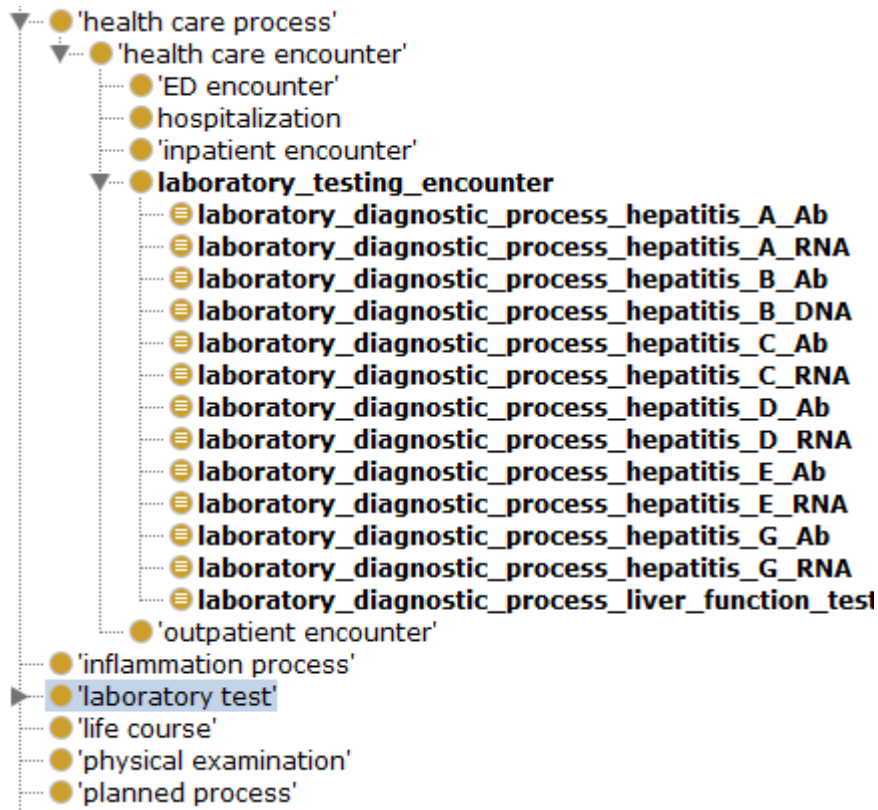 'health care process'
'health care encounter'
'ED encounter'
hospitalization
'inpatient encounter'
laboratory_testing_encounter
laboratory_diagnostic_process_hepatitis_A_Ab
laboratory_diagnostic_process_hepatitis_A_RNA
laboratory_diagnostic_process_hepatitis_B_Ab
laboratory_diagnostic_process_hepatitis_B_DNA
laboratory_diagnostic_process_hepatitis_C_Ab
laboratory_diagnostic_process_hepatitis_C_RNA
laboratory_diagnostic_process_hepatitis_D_Ab
laboratory_diagnostic_process_hepatitis_D_RNA
laboratory_diagnostic_process_hepatitis_E_Ab
laboratory_diagnostic_process_hepatitis_E_RNA
laboratory_diagnostic_process_hepatitis_G_Ab
laboratory_diagnostic_process_hepatitis_G_RNA
laboratory_diagnostic_process_liver_function_test
'outpatient encounter'
'inflammation process'
'laboratory test'
'life course'
'physical examination'
'planned process'